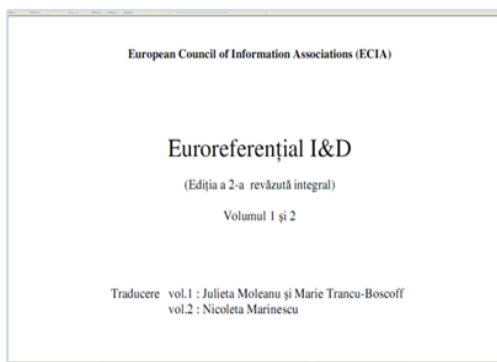 European Council of Information Associations (ECIA)
Euroreferențial I&D
(Ediția a 2-a revăzută integral)
Volumul 1 și 2
Traducere vol.1 : Julieta Moleanu și Marie Trancu-Boscoff
vol.2 : Nicoleta Marinescu